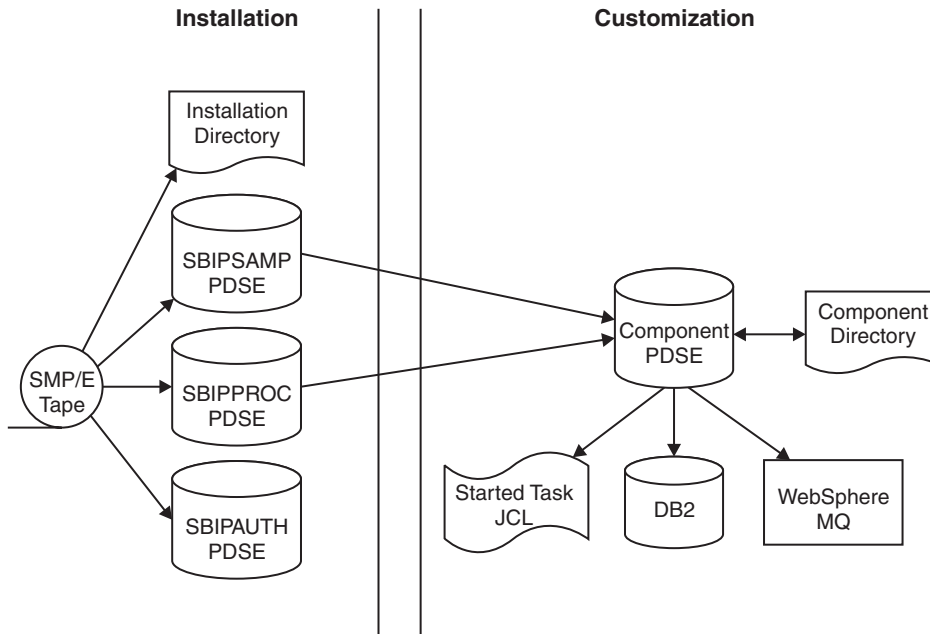 Installation
Customization
Installation
Directory
SBIPSAMP
PDSE
SMP/E
Tape
SBIPPROC
PDSE
SBIPAUTH
PDSE
Component
PDSE
Component
Directory
Started Task
JCL
DB2
WebSphere
MQ